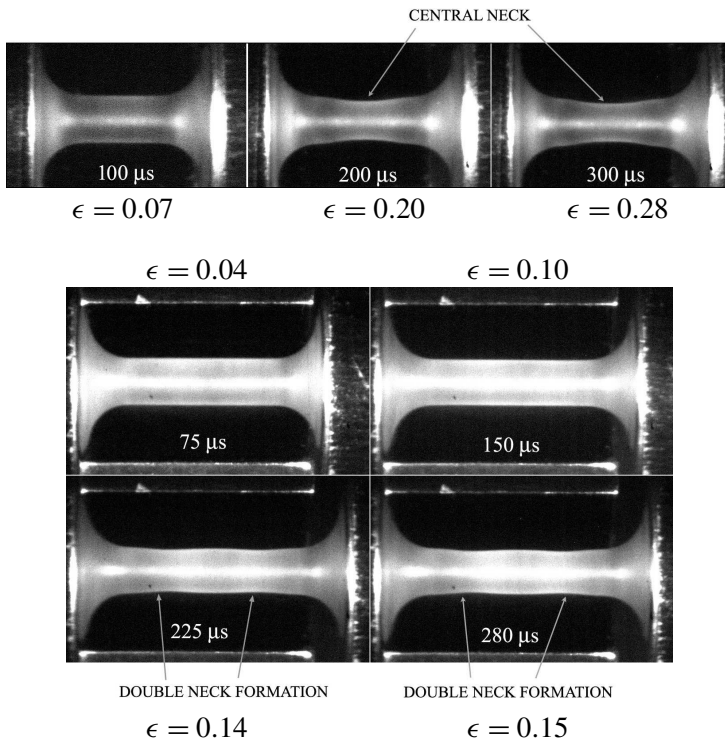 CENTRAL NECK
100 μs
200 μs
300 μs
ϵ = 0.07
ϵ = 0.20
ϵ = 0.28
ϵ = 0.04
ϵ = 0.10
75 μs
150 μs
225 μs
280 μs
DOUBLE NECK FORMATION
DOUBLE NECK FORMATION
ϵ = 0.14
ϵ = 0.15